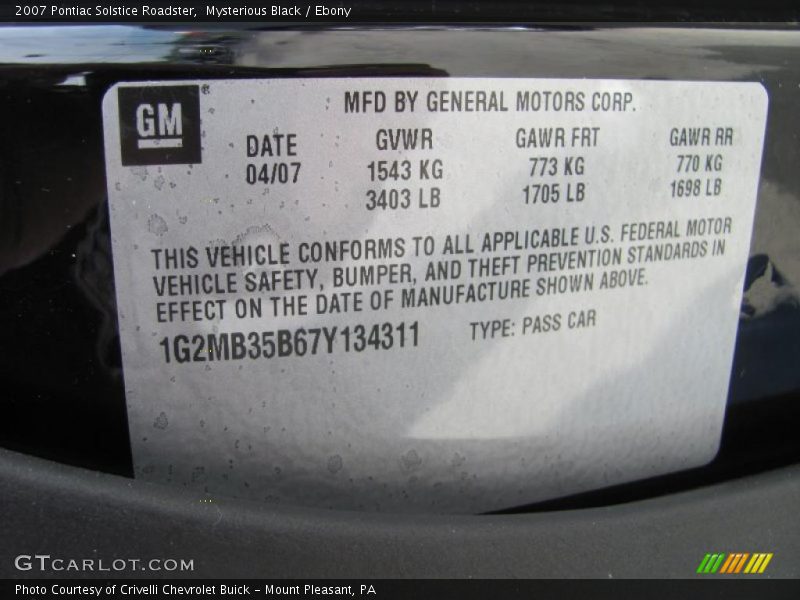 2007 Pontiac Solstice Roadster,  Mysterious Black / Ebony
GM
MFD BY GENERAL MOTORS CORP.
DATE GVWR GAWR FRT GAWR RR
04/07 1543 KG 773 KG 770 KG
3403 LB 1705 LB 1698 LB
THIS VEHICLE CONFORMS TO ALL APPLICABLE U.S. FEDERAL MOTOR
VEHICLE SAFETY, BUMPER, AND THEFT PREVENTION STANDARDS IN
EFFECT ON THE DATE OF MANUFACTURE SHOWN ABOVE.
1G2MB35B67Y134311 TYPE: PASS CAR
GTCARLOT.COM
Photo Courtesy of Crivelli Chevrolet Buick - Mount Pleasant, PA